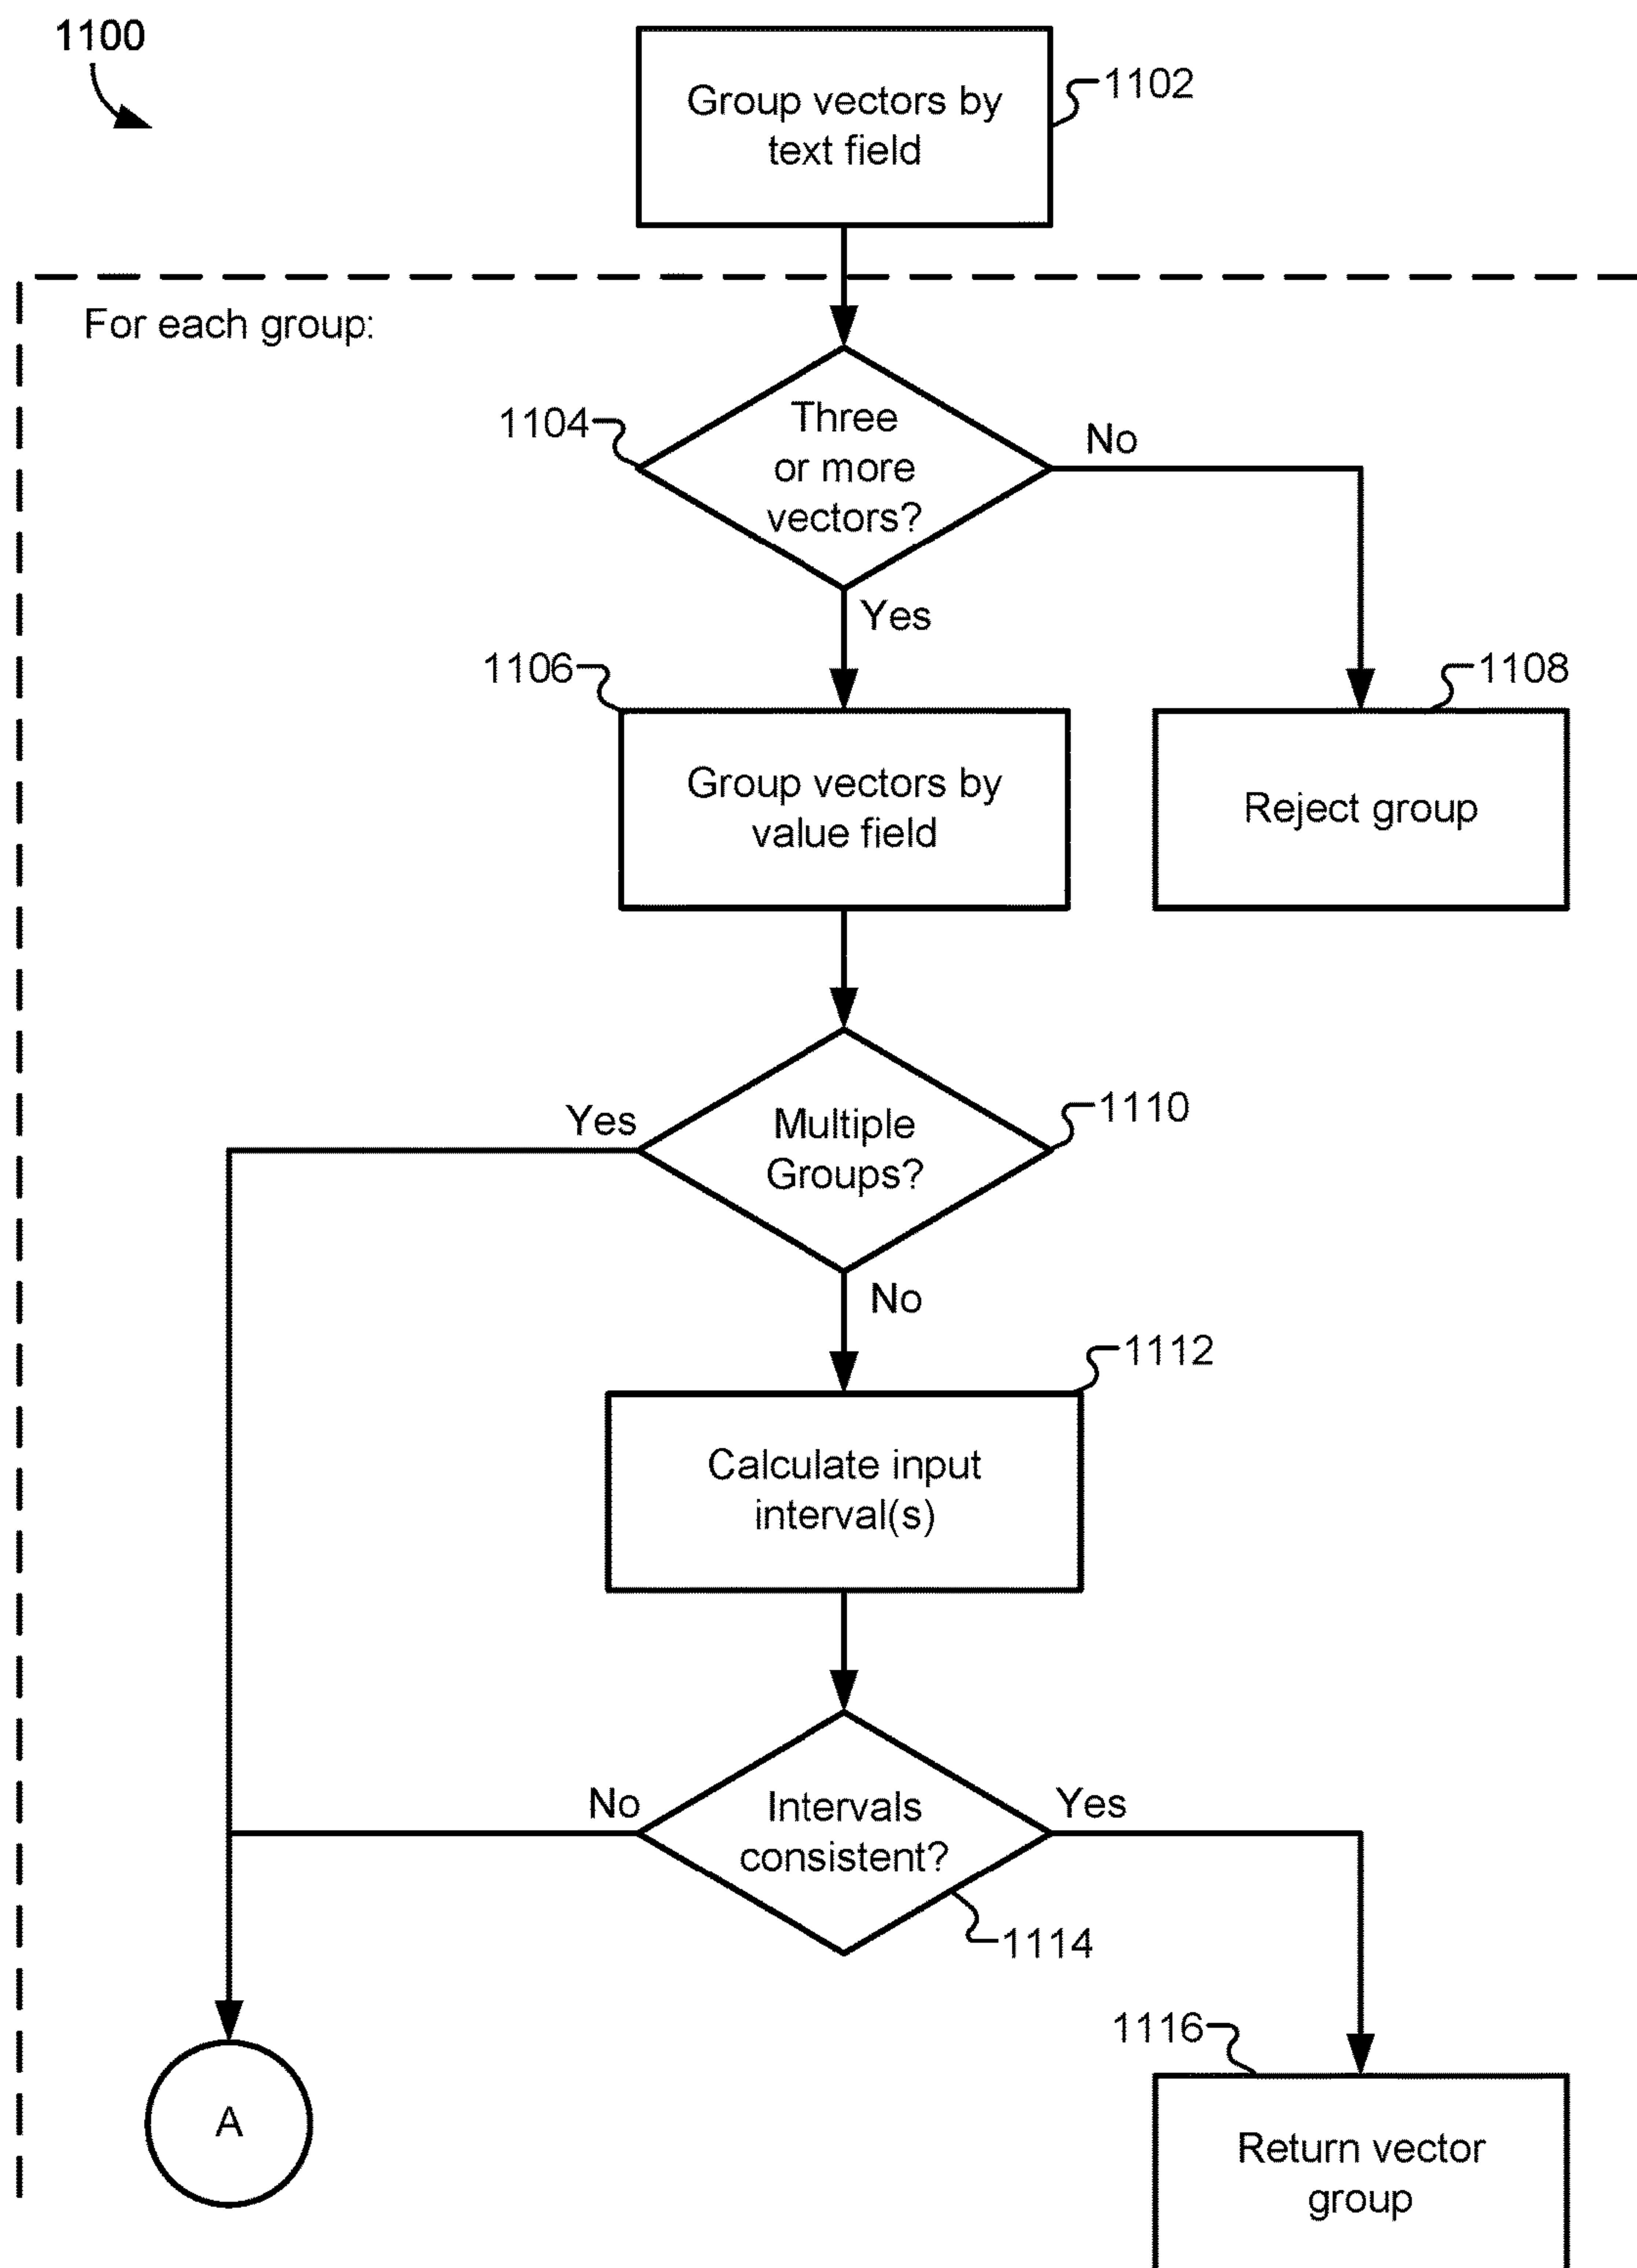 1100
Group vectors by
text field
1102
For each group:
1104
Three
or more
vectors?
No
Yes
1106
1108
Group vectors by
value field
Reject group
Yes
Multiple
Groups?
1110
No
1112
Calculate input
interval(s)
No
Intervals
consistent?
Yes
1114
1116
A
Return vector
group